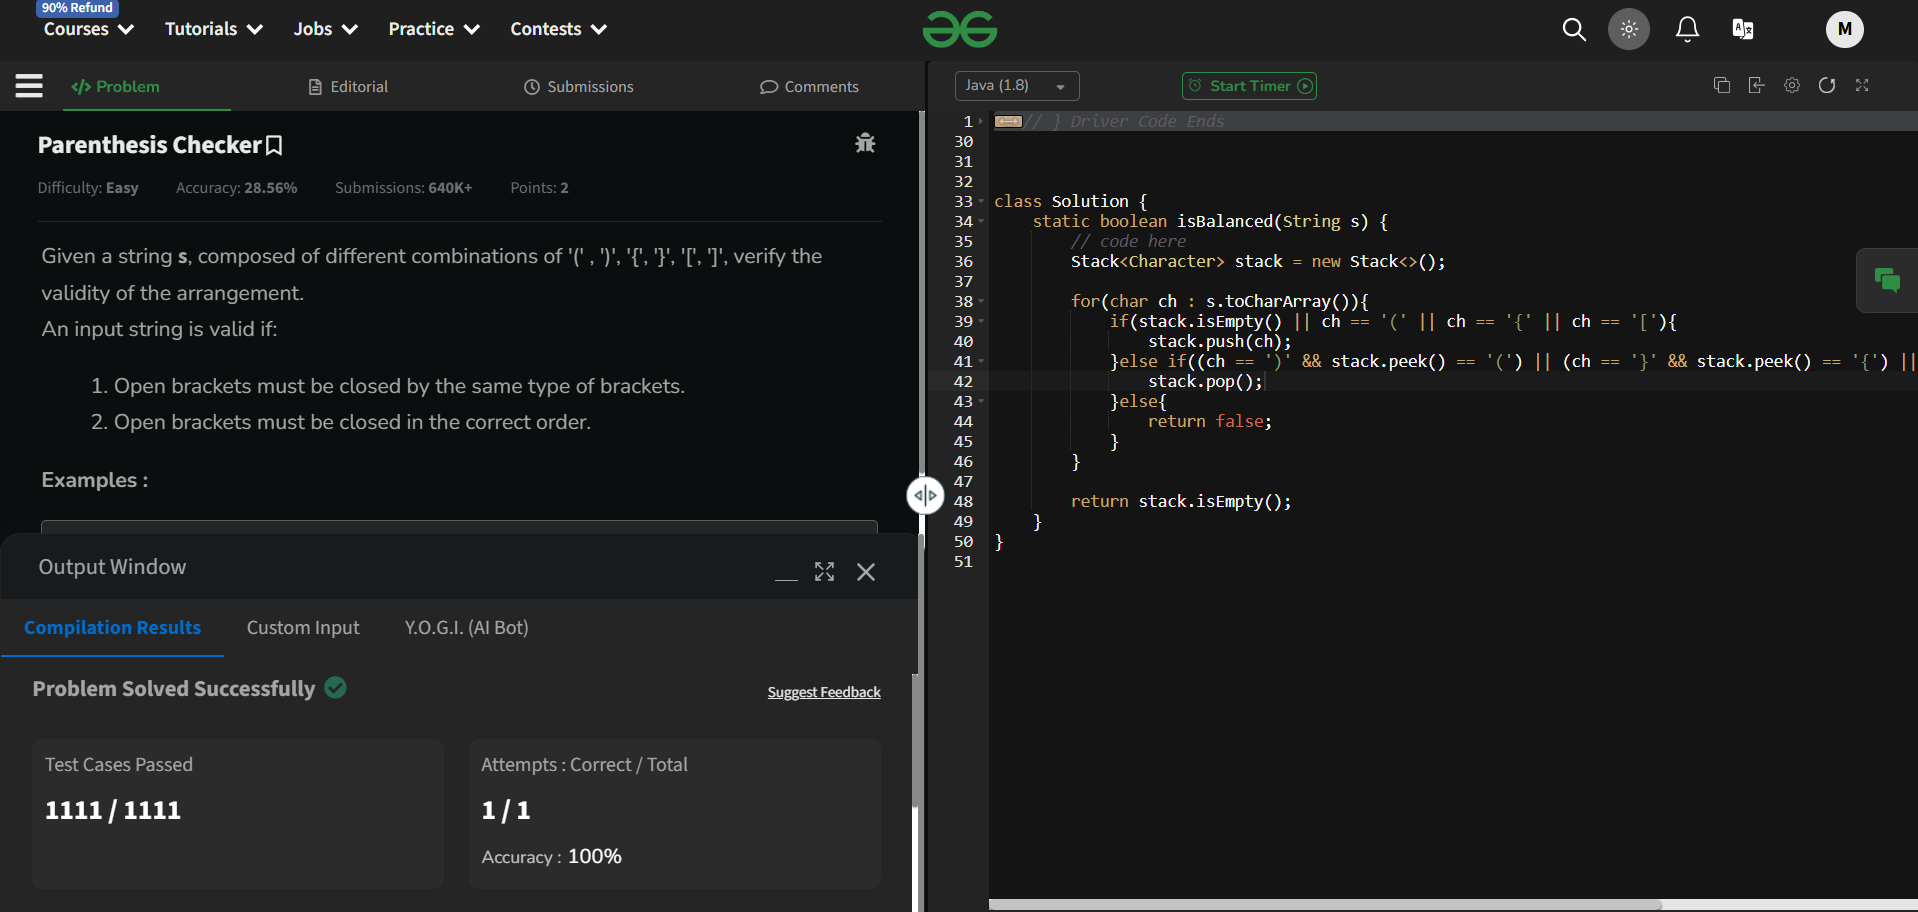 90% Refund
Courses Tutorials Jobs Practice Contests
M
Problem Editorial Submissions Comments
Parenthesis Checker
Difficulty: Easy Accuracy: 28.56% Submissions: 640K+ Points: 2
Given a string s, composed of different combinations of '(' , ')', '{', '}', '[', ']', verify the
validity of the arrangement.
An input string is valid if:
1. Open brackets must be closed by the same type of brackets.
2. Open brackets must be closed in the correct order.
Examples :
Output Window
Compilation Results Custom Input Y.O.G.I. (AI Bot)
Problem Solved Successfully
Suggest Feedback
Test Cases Passed
1111 / 1111
Attempts : Correct / Total
1 / 1
Accuracy : 100%
Java (1.8) Start Timer
1 // } Driver Code Ends
30
31
32
33 class Solution {
34     static boolean isBalanced(String s) {
35         // code here
36         Stack<Character> stack = new Stack<>();
37
38         for(char ch : s.toCharArray()){
39             if(stack.isEmpty() || ch == '(' || ch == '{' || ch == '['){
40                 stack.push(ch);
41             }else if((ch == ')' && stack.peek() == '(') || (ch == '}' && stack.peek() == '{') ||
42                 stack.pop();
43             }else{
44                 return false;
45             }
46         }
47
48         return stack.isEmpty();
49     }
50 }
51